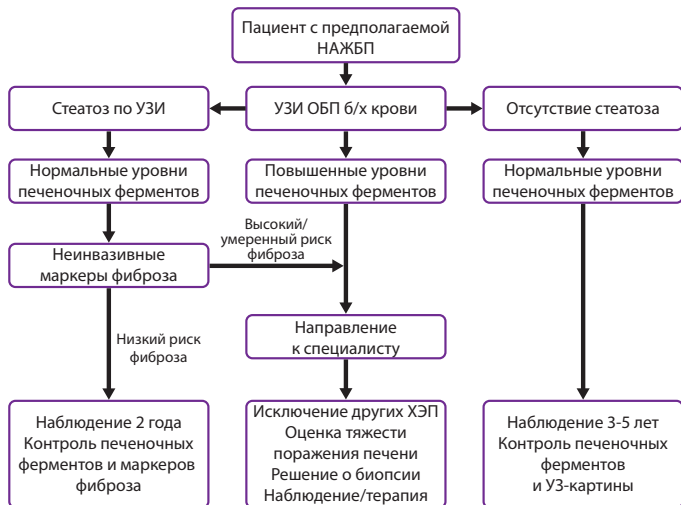 Пациент с предполагаемой
НАЖБП
Стеатоз по УЗИ
УЗИ ОБП б/х крови
Отсутствие стеатоза
Нормальные уровни
печеночных ферментов
Повышенные уровни
печеночных ферментов
Нормальные уровни
печеночных ферментов
Высокий/
умеренный риск
фиброза
Неинвазивные
маркеры фиброза
Низкий риск
фиброза
Направление
к специалисту
Наблюдение 2 года
Контроль печеночных
ферментов и маркеров
фиброза
Исключение других ХЭП
Оценка тяжести
поражения печени
Решение о биопсии
Наблюдение/терапия
Наблюдение 3-5 лет
Контроль печеночных
ферментов
и УЗ-картины